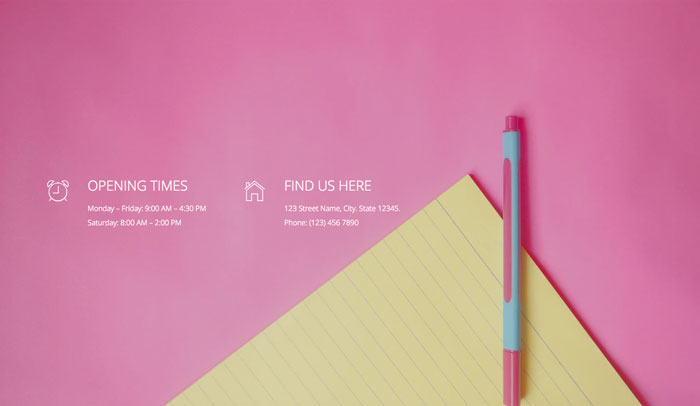 OPENING TIMES
Monday – Friday: 9:00 AM – 4:30 PM
Saturday: 8:00 AM – 2:00 PM
FIND US HERE
123 Street Name, City. State 12345.
Phone: (123) 456 7890